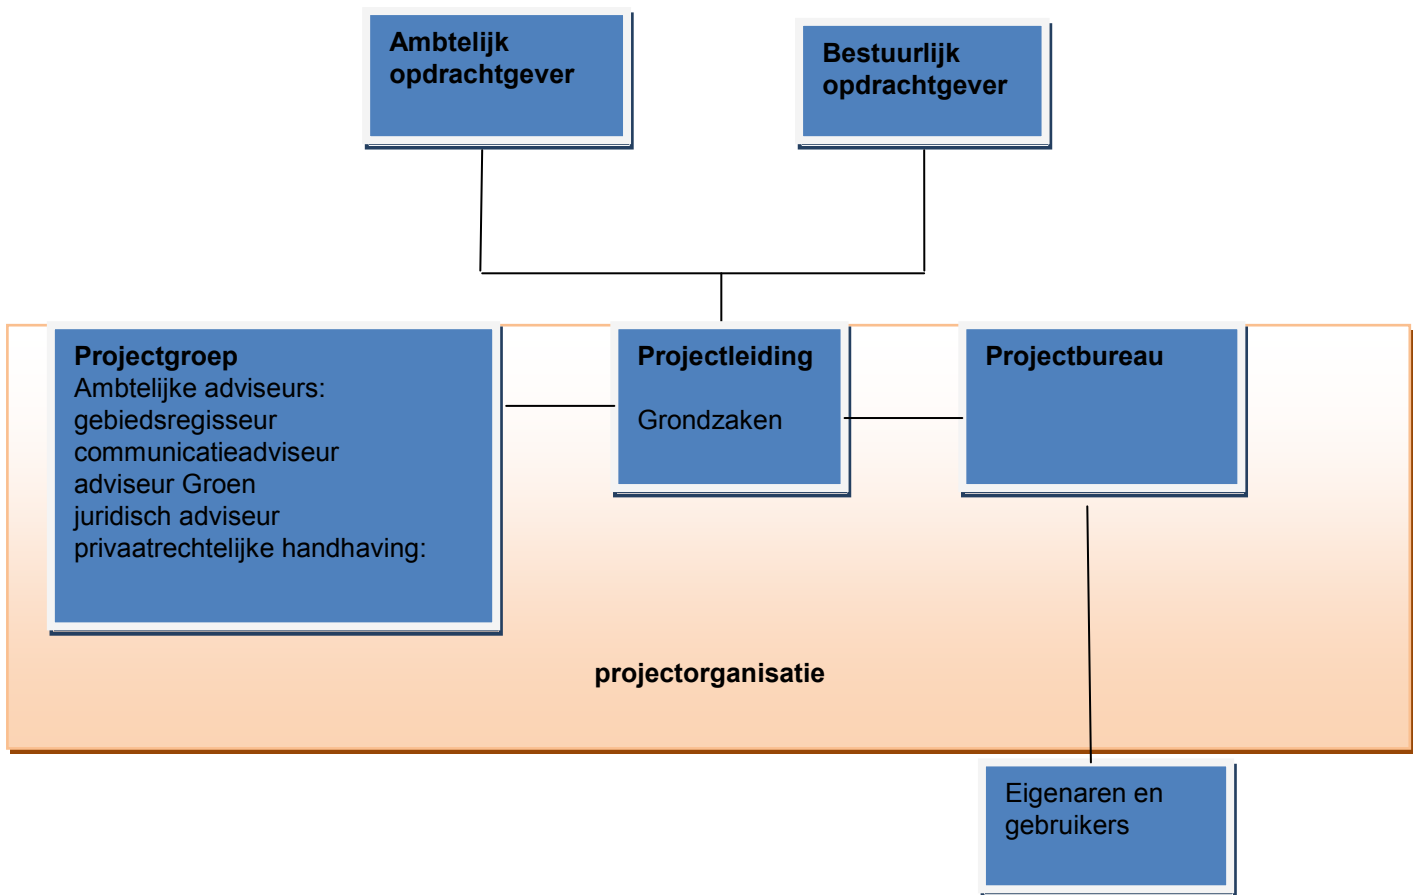 Ambtelijk
opdrachtgever
Bestuurlijk
opdrachtgever
Projectgroep
Ambtelijke adviseurs:
gebiedsregisseur
communicatieadviseur
adviseur Groen
juridisch adviseur
privaatrechtelijke handhaving:
Projectleiding
Grondzaken
Projectbureau
projectorganisatie
Eigenaren en
gebruikers